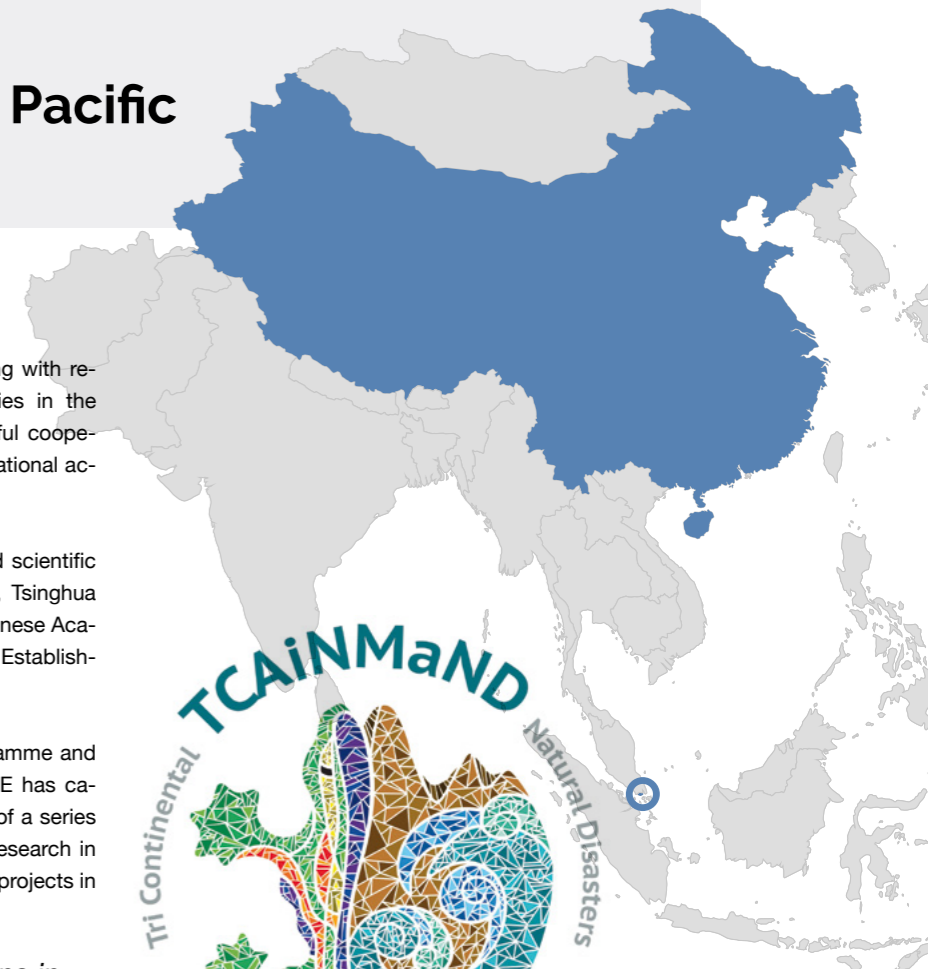 Pacific
ng with re-
ies in the
ful coope-
ational ac-
d scientific
Tsinghua
nese Aca-
Establish-
amme and
E has ca-
of a series
esearch in
projects in
TCAiNMaND
Tri Continental
Natural Disasters